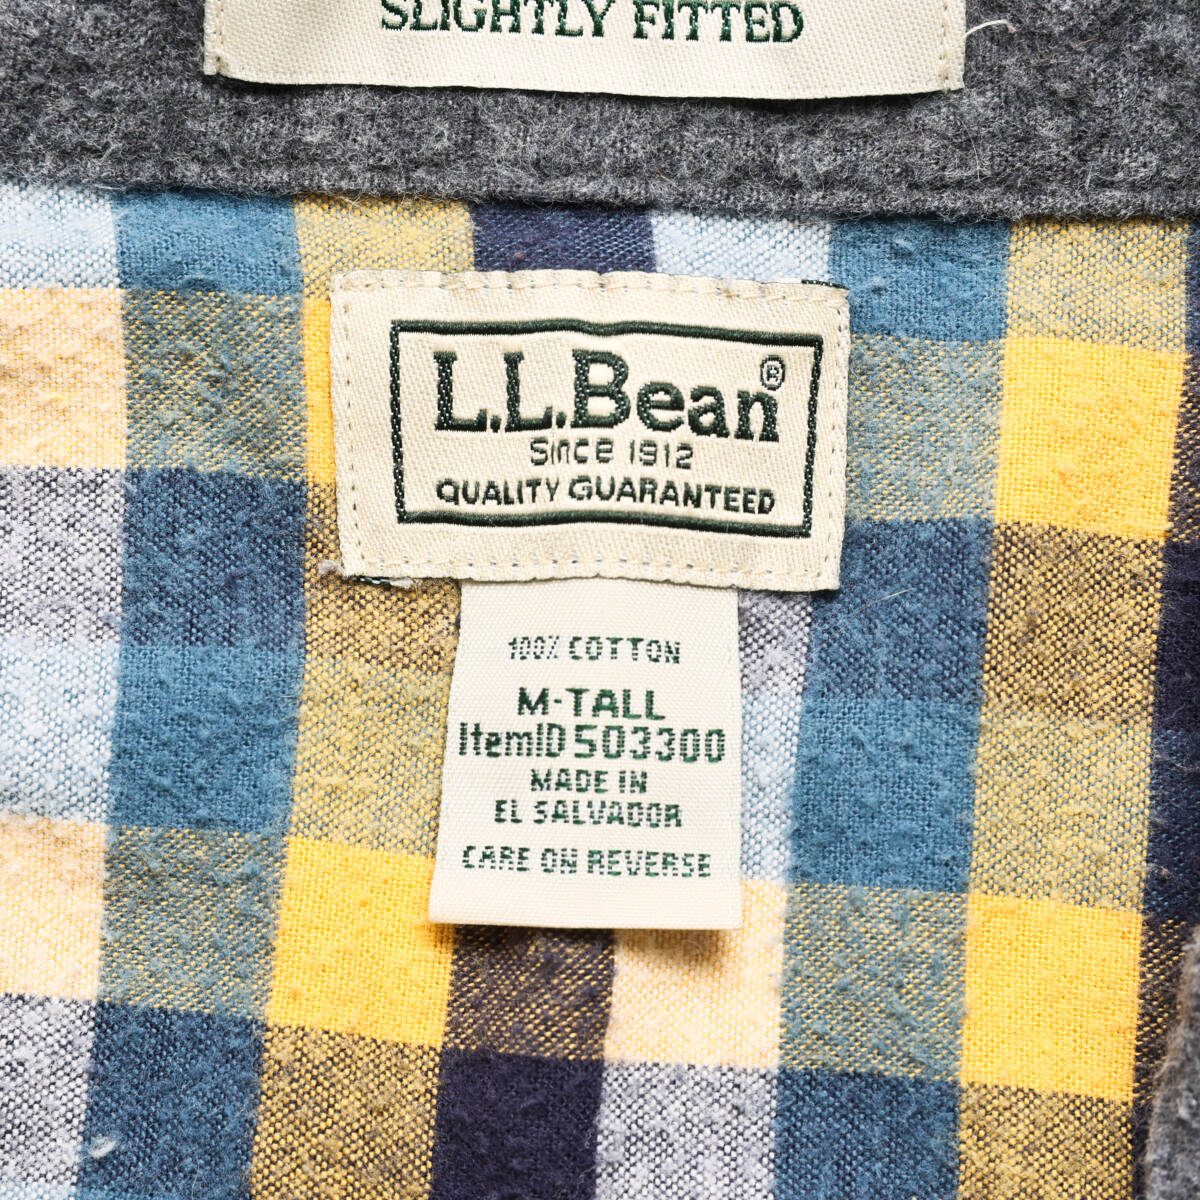 SLIGHTLY FITTED
L.L.Bean®
Since 1912
QUALITY GUARANTEED
100% COTTON
M-TALL
ItemID 503300
MADE IN
EL SALVADOR
CARE ON REVERSE